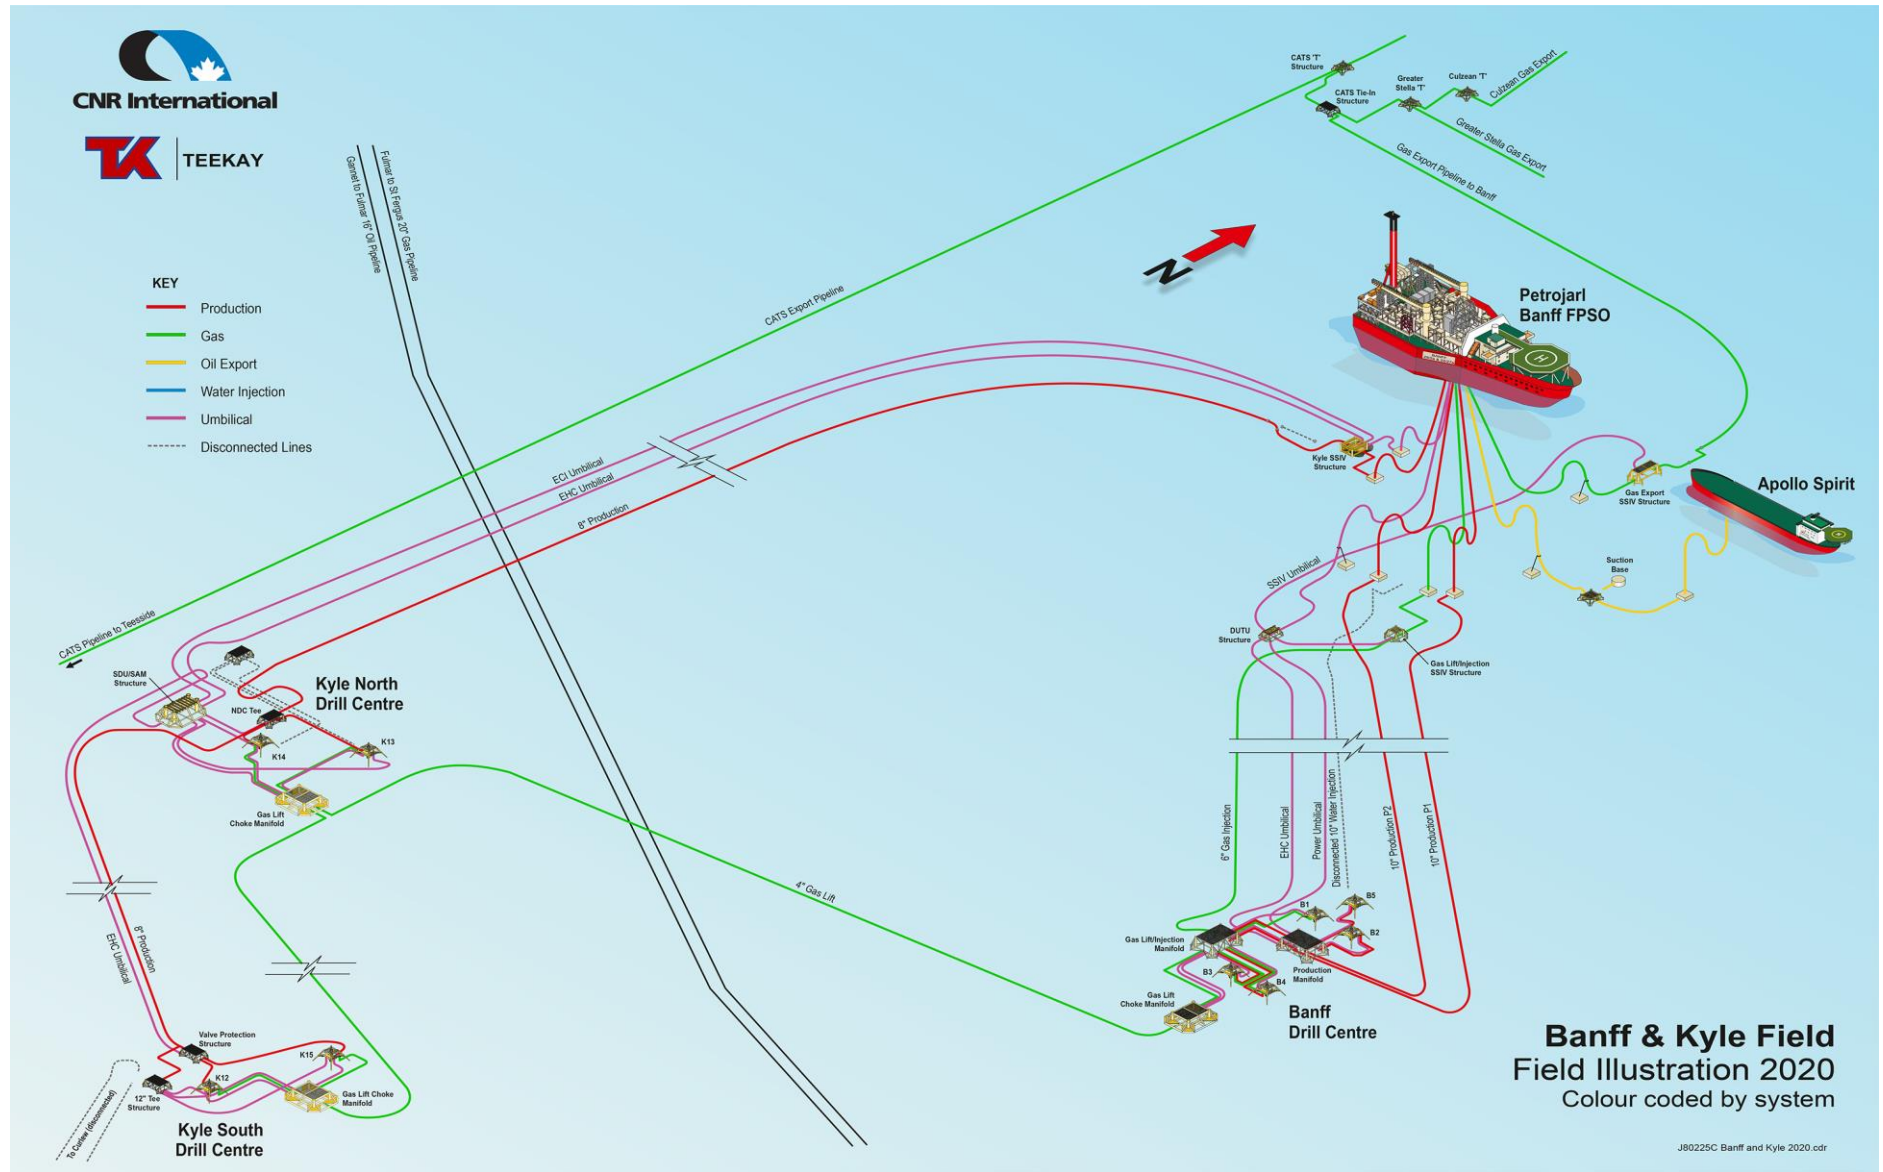 CNR International
TK
TEEKAY
KEY
Production
Gas
Oil Export
Water Injection
Umbilical
Disconnected Lines
Gannet to Fulmar 16" Oil Pipeline
Fulmar to St Fergus 20" Gas Pipeline
CATS Export Pipeline
CATS 'T'
Structure
CATS Tie-In
Structure
Greater
Stella 'T'
Culzean 'T'
Culzean Gas Export
Greater Stella Gas Export
Gas Export Pipeline to Banff
N
Petrojarl
Banff FPSO
H
Kyle SSIV
Structure
Gas Export
SSIV Structure
Apollo Spirit
Suction
Base
ECI Umbilical
EHC Umbilical
8" Production
SSIV Umbilical
DUTU
Structure
Gas Lift/Injection
SSIV Structure
CATS Pipeline to Teesside
SDU/SAM
Structure
Kyle North
Drill Centre
NDC Tee
K14
K13
Gas Lift
Choke Manifold
4" Gas Lift
6" Gas Injection
EHC Umbilical
Power Umbilical
Disconnected 10" Water Injection
10" Production P2
10" Production P1
B1
B5
B2
Gas Lift/Injection
Manifold
B3
B4
Production
Manifold
Gas Lift
Choke Manifold
Banff
Drill Centre
8" Production
EHC Umbilical
Valve Protection
Structure
K15
K12
12" Tee
Structure
Gas Lift Choke
Manifold
To Curlew (disconnected)
Kyle South
Drill Centre
Banff & Kyle Field
Field Illustration 2020
Colour coded by system
J80225C Banff and Kyle 2020.cdr